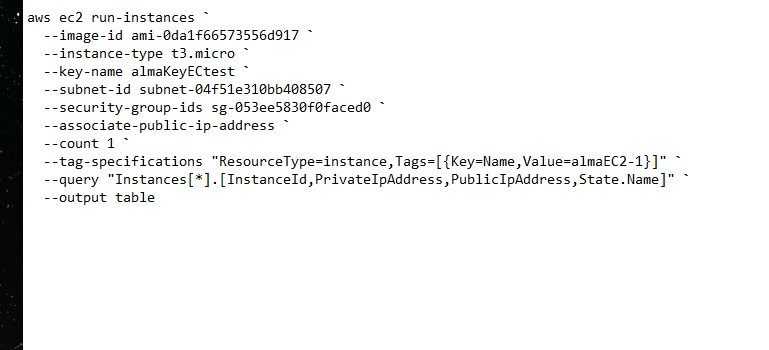 aws ec2 run-instances `
--image-id ami-0da1f66573556d917 `
--instance-type t3.micro `
--key-name almaKeyECtest `
--subnet-id subnet-04f51e310bb408507 `
--security-group-ids sg-053ee5830f0faced0 `
--associate-public-ip-address `
--count 1 `
--tag-specifications "ResourceType=instance,Tags=[{Key=Name,Value=almaEC2-1}]" `
--query "Instances[*].[InstanceId,PrivateIpAddress,PublicIpAddress,State.Name]" `
--output table